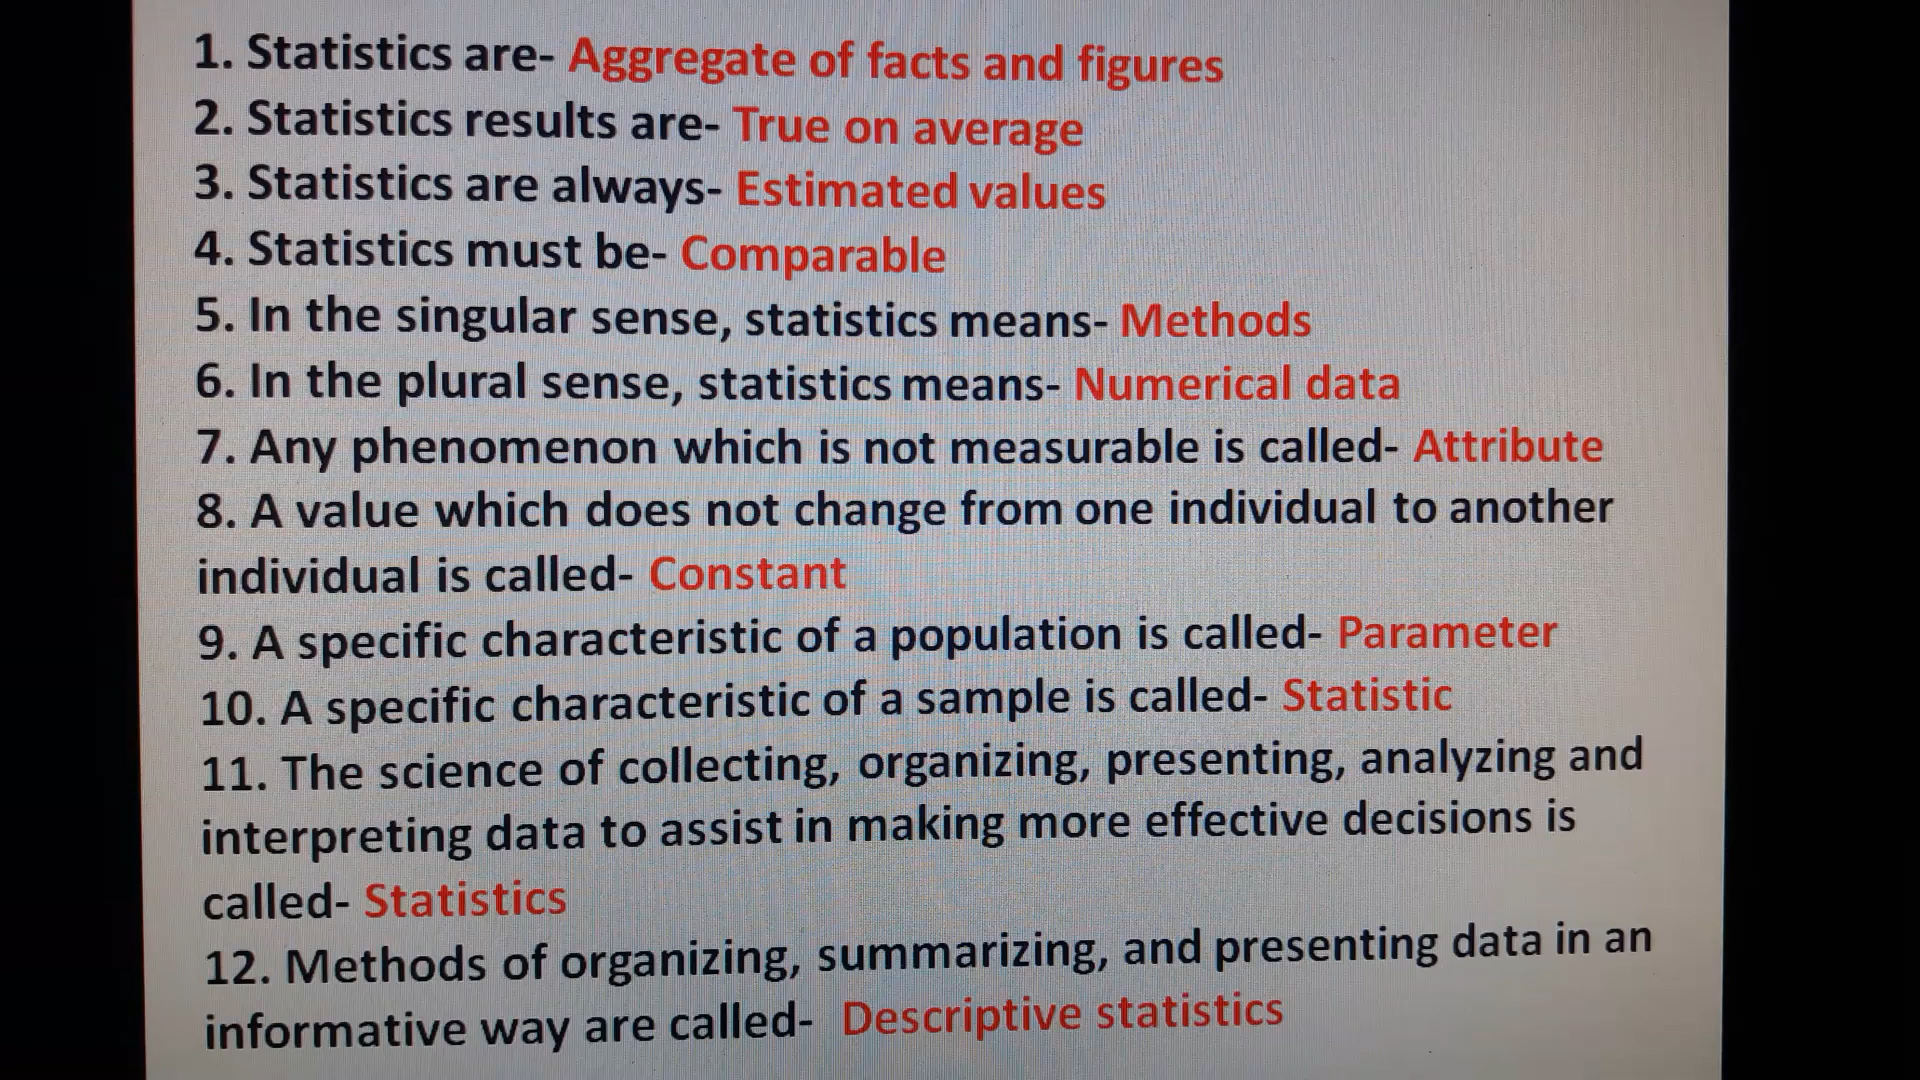 1. Statistics are- Aggregate of facts and figures
2. Statistics results are- True on average
3. Statistics are always- Estimated values
4. Statistics must be- Comparable
5. In the singular sense, statistics means- Methods
6. In the plural sense, statistics means- Numerical data
7. Any phenomenon which is not measurable is called- Attribute
8. A value which does not change from one individual to another
individual is called- Constant
9. A specific characteristic of a population is called- Parameter
10. A specific characteristic of a sample is called- Statistic
11. The science of collecting, organizing, presenting, analyzing and
interpreting data to assist in making more effective decisions is
called- Statistics
12. Methods of organizing, summarizing, and presenting data in an
informative way are called- Descriptive statistics